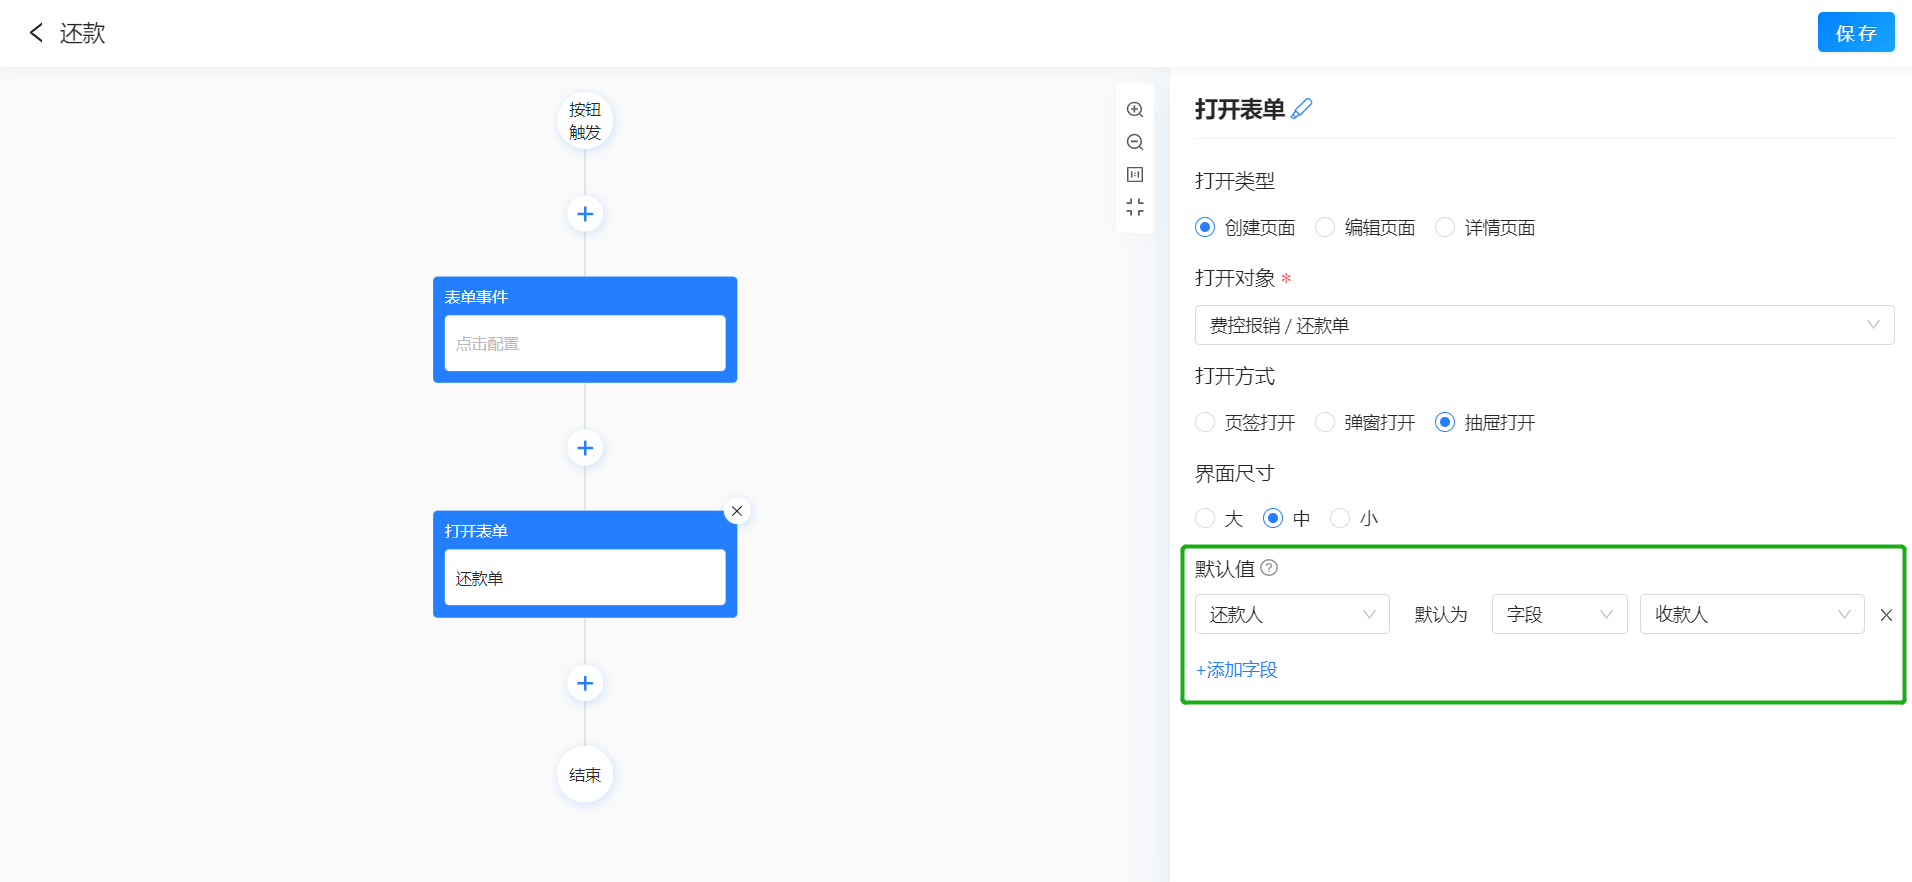 还款
保存
按钮
触发
表单事件
点击配置
打开表单
还款单
结束
打开表单
打开类型
创建页面 编辑页面 详情页面
打开对象 *
费控报销 / 还款单
打开方式
页签打开 弹窗打开 抽屉打开
界面尺寸
大 中 小
默认值
还款人 默认为 字段 收款人
+添加字段